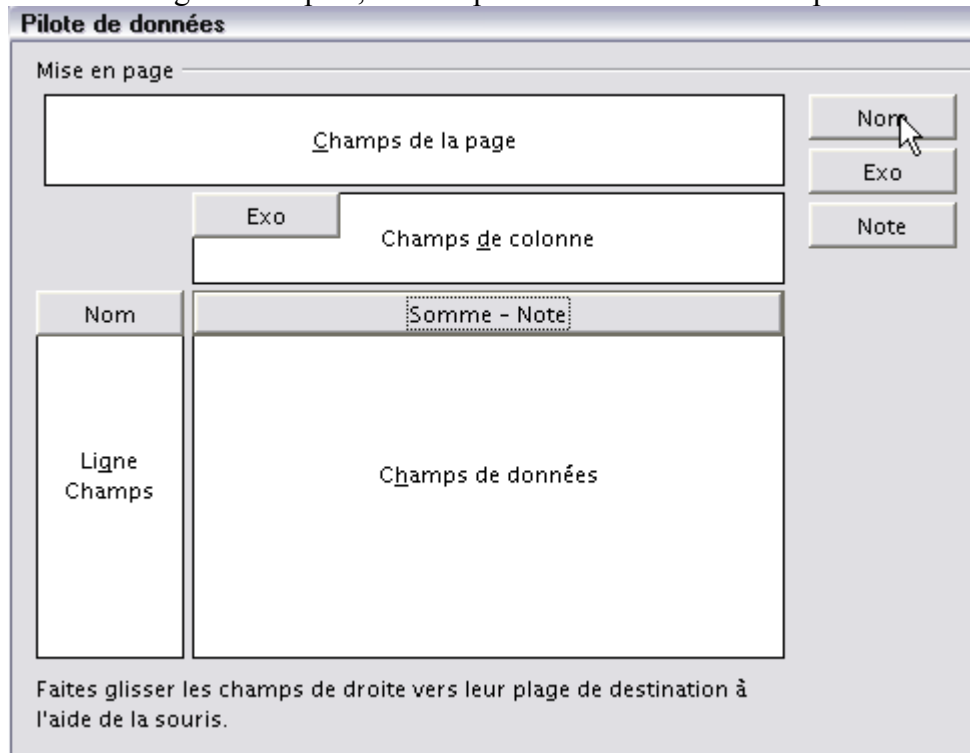 Pilote de données
Mise en page
Champs de la page
Nom
Exo
Note
Exo
Champs de colonne
Nom
Somme - Note
Ligne
Champs
Champs de données
Faites glisser les champs de droite vers leur plage de destination à
l'aide de la souris.